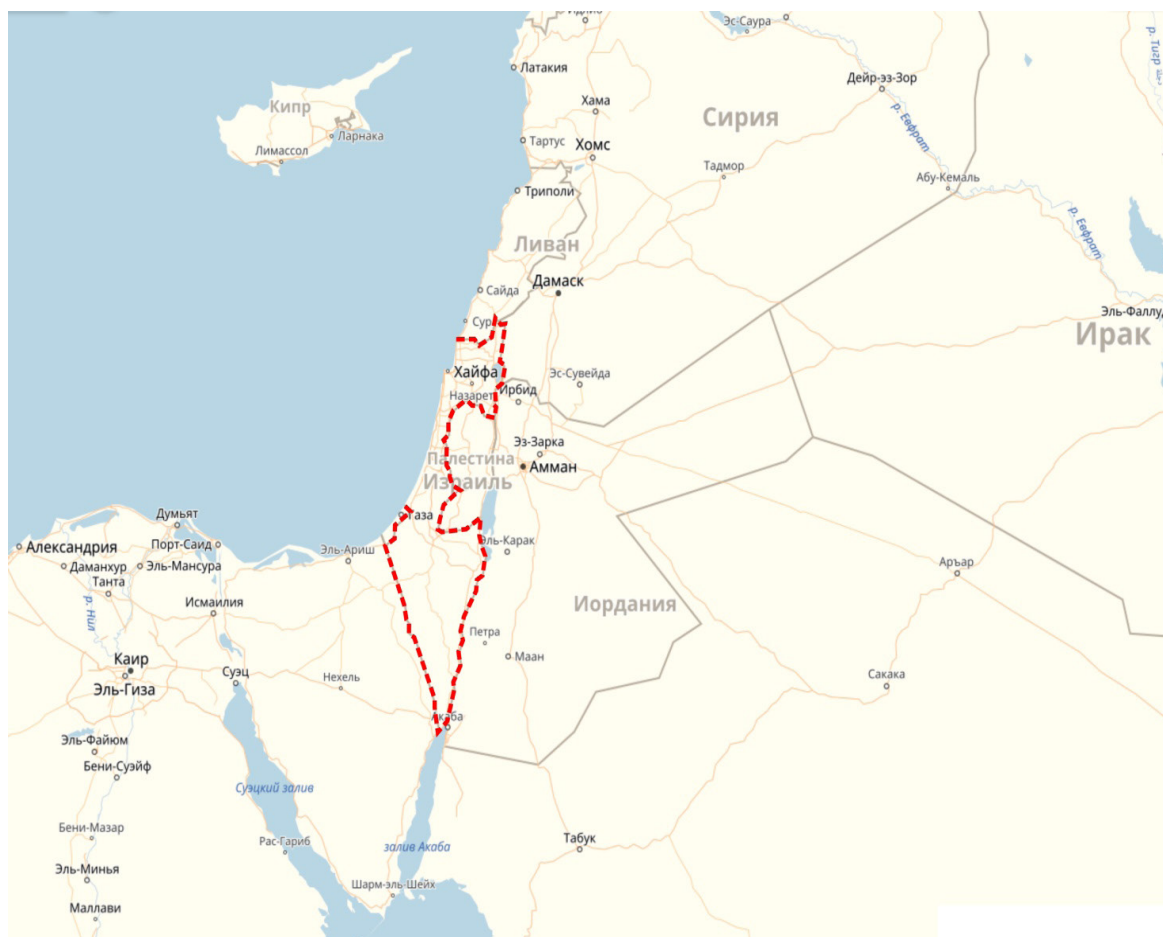 Идлиб
Эс-Саура
р. Тигр
Латакия
Дейр-эз-Зор
Хама
Кипр
Сирия
р. Евфрат
Ларнака
Тартус
Хомс
Лимассол
Тадмор
Абу-Кемаль
Триполи
р. Евфрат
Ливан
Дамаск
Сайда
Эль-Фаллуд
Сур
Ирак
Хайфа
Эс-Сувейда
Назарет
Ирбид
Эз-Зарка
Палестина
Амман
Израиль
Газа
Думьят
Порт-Саид
Александрия
Эль-Ариш
Эль-Карак
Даманхур
Эль-Мансура
Аръар
Танта
р. Нил
Исмаилия
Иордания
Петра
Каир
Маан
Суэц
Нехель
Сакака
Эль-Гиза
Акаба
Эль-Файюм
Бени-Суэйф
Суэцкий залив
Бени-Мазар
Рас-Гариб
залив Акаба
Табук
Эль-Минья
Шарм-эль-Шейх
Маллави